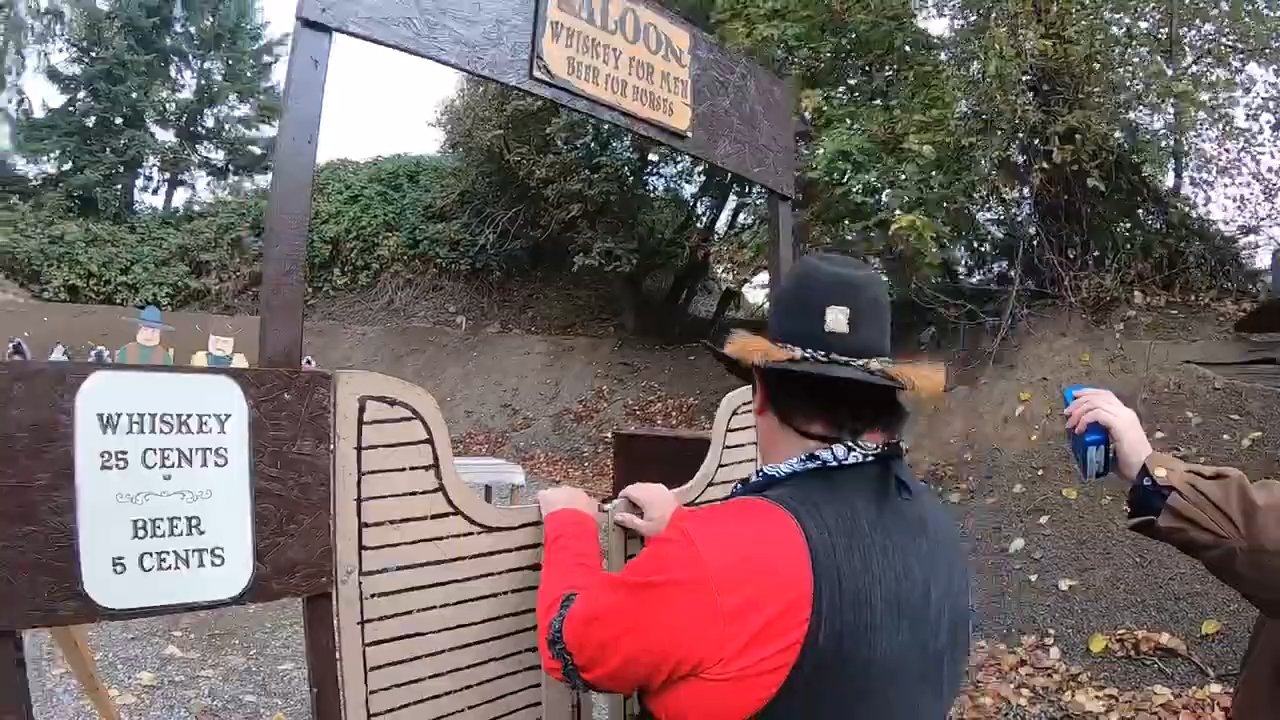 ALOON
WHISKEY FOR MEN
BEER FOR HORSES
WHISKEY
25 CENTS
BEER
5 CENTS